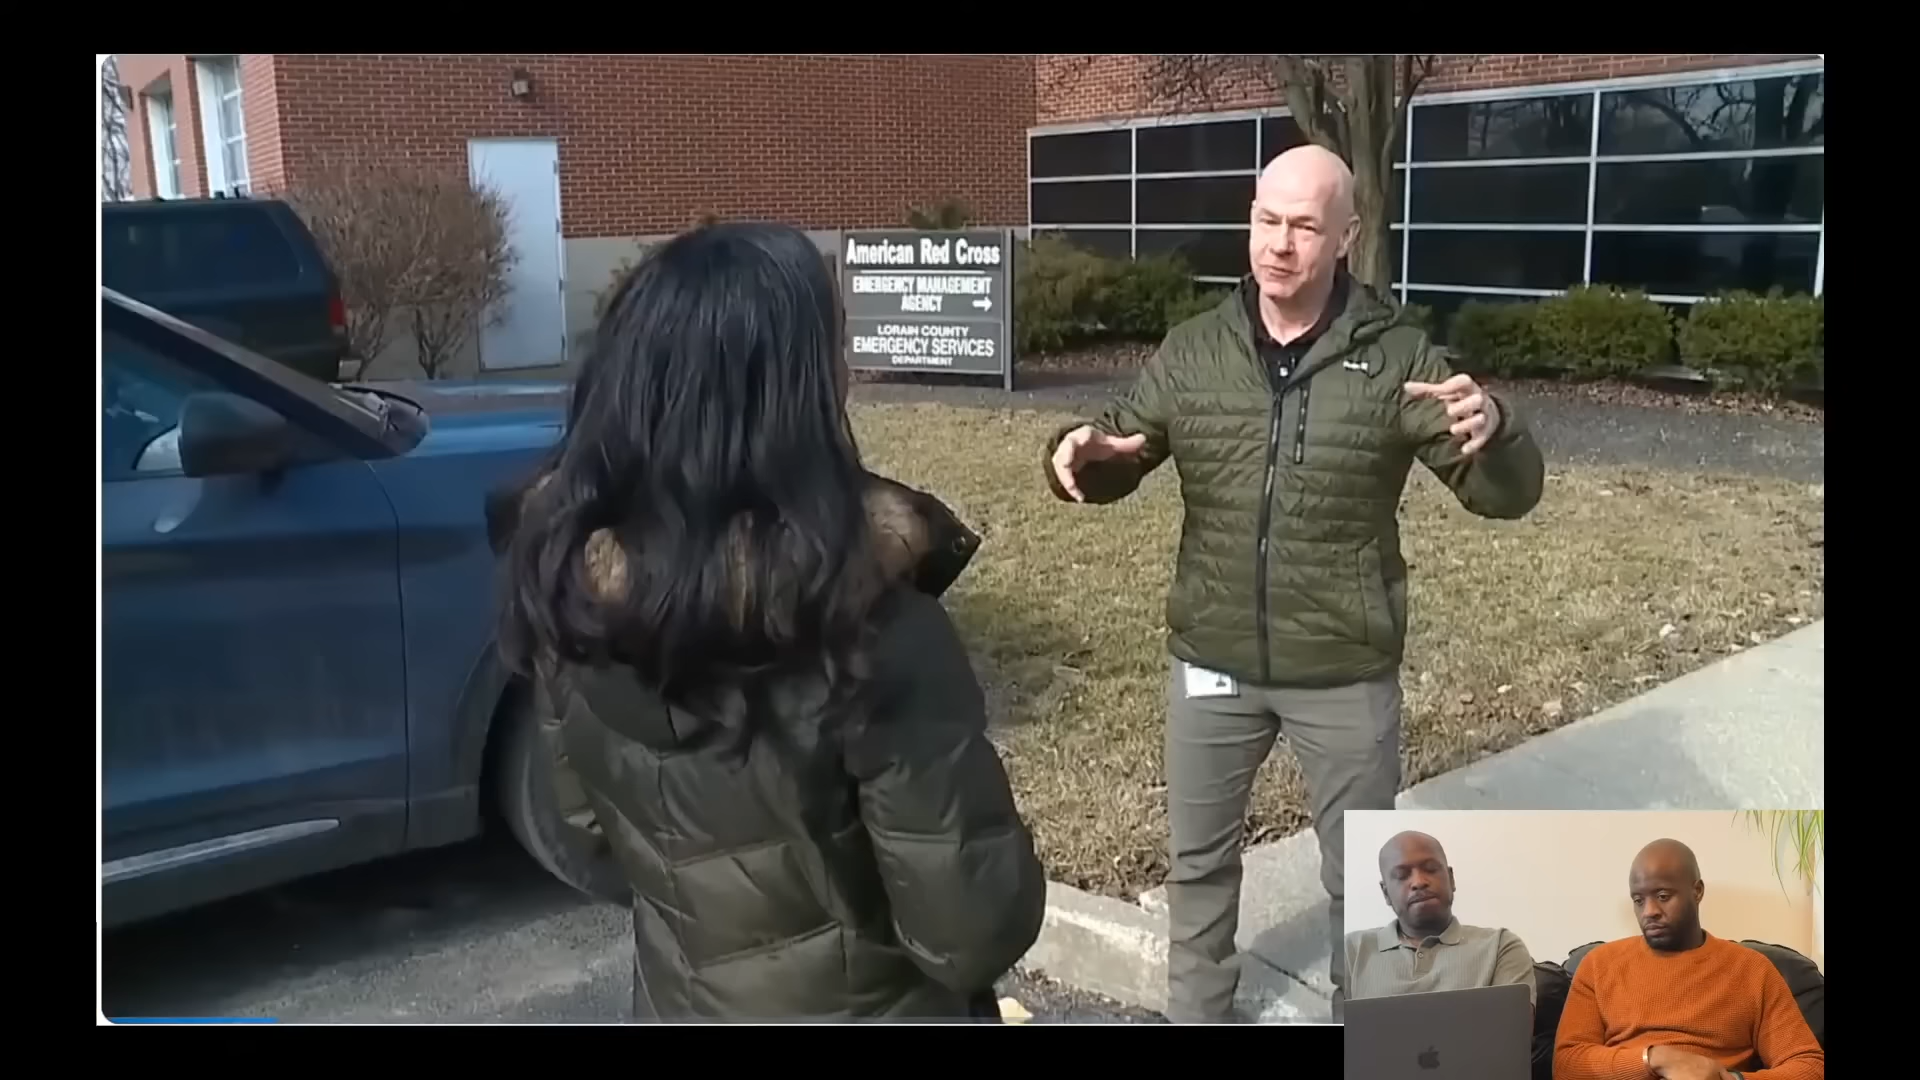 American Red Cross
EMERGENCY MANAGEMENT
AGENCY →
LORAIN COUNTY
EMERGENCY SERVICES
DEPARTMENT